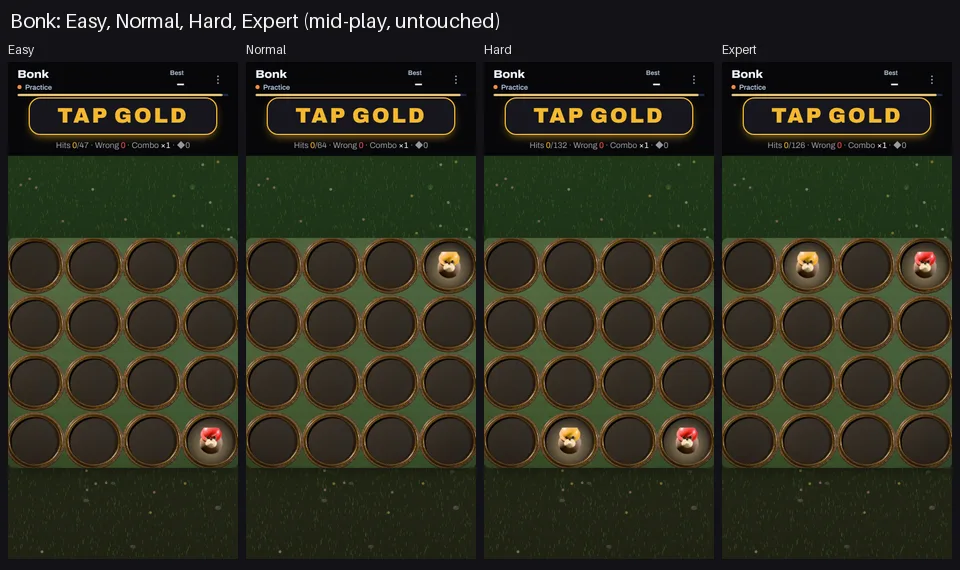 Bonk: Easy, Normal, Hard, Expert (mid-play, untouched)
Easy
Bonk
Best
Practice
–
TAP GOLD
Hits 0/47 · Wrong 0 · Combo ×1 · ◆0
Normal
Bonk
Best
Practice
–
TAP GOLD
Hits 0/64 · Wrong 0 · Combo ×1 · ◆0
Hard
Bonk
Best
Practice
–
TAP GOLD
Hits 0/132 · Wrong 0 · Combo ×1 · ◆0
Expert
Bonk
Best
Practice
–
TAP GOLD
Hits 0/126 · Wrong 0 · Combo ×1 · ◆0